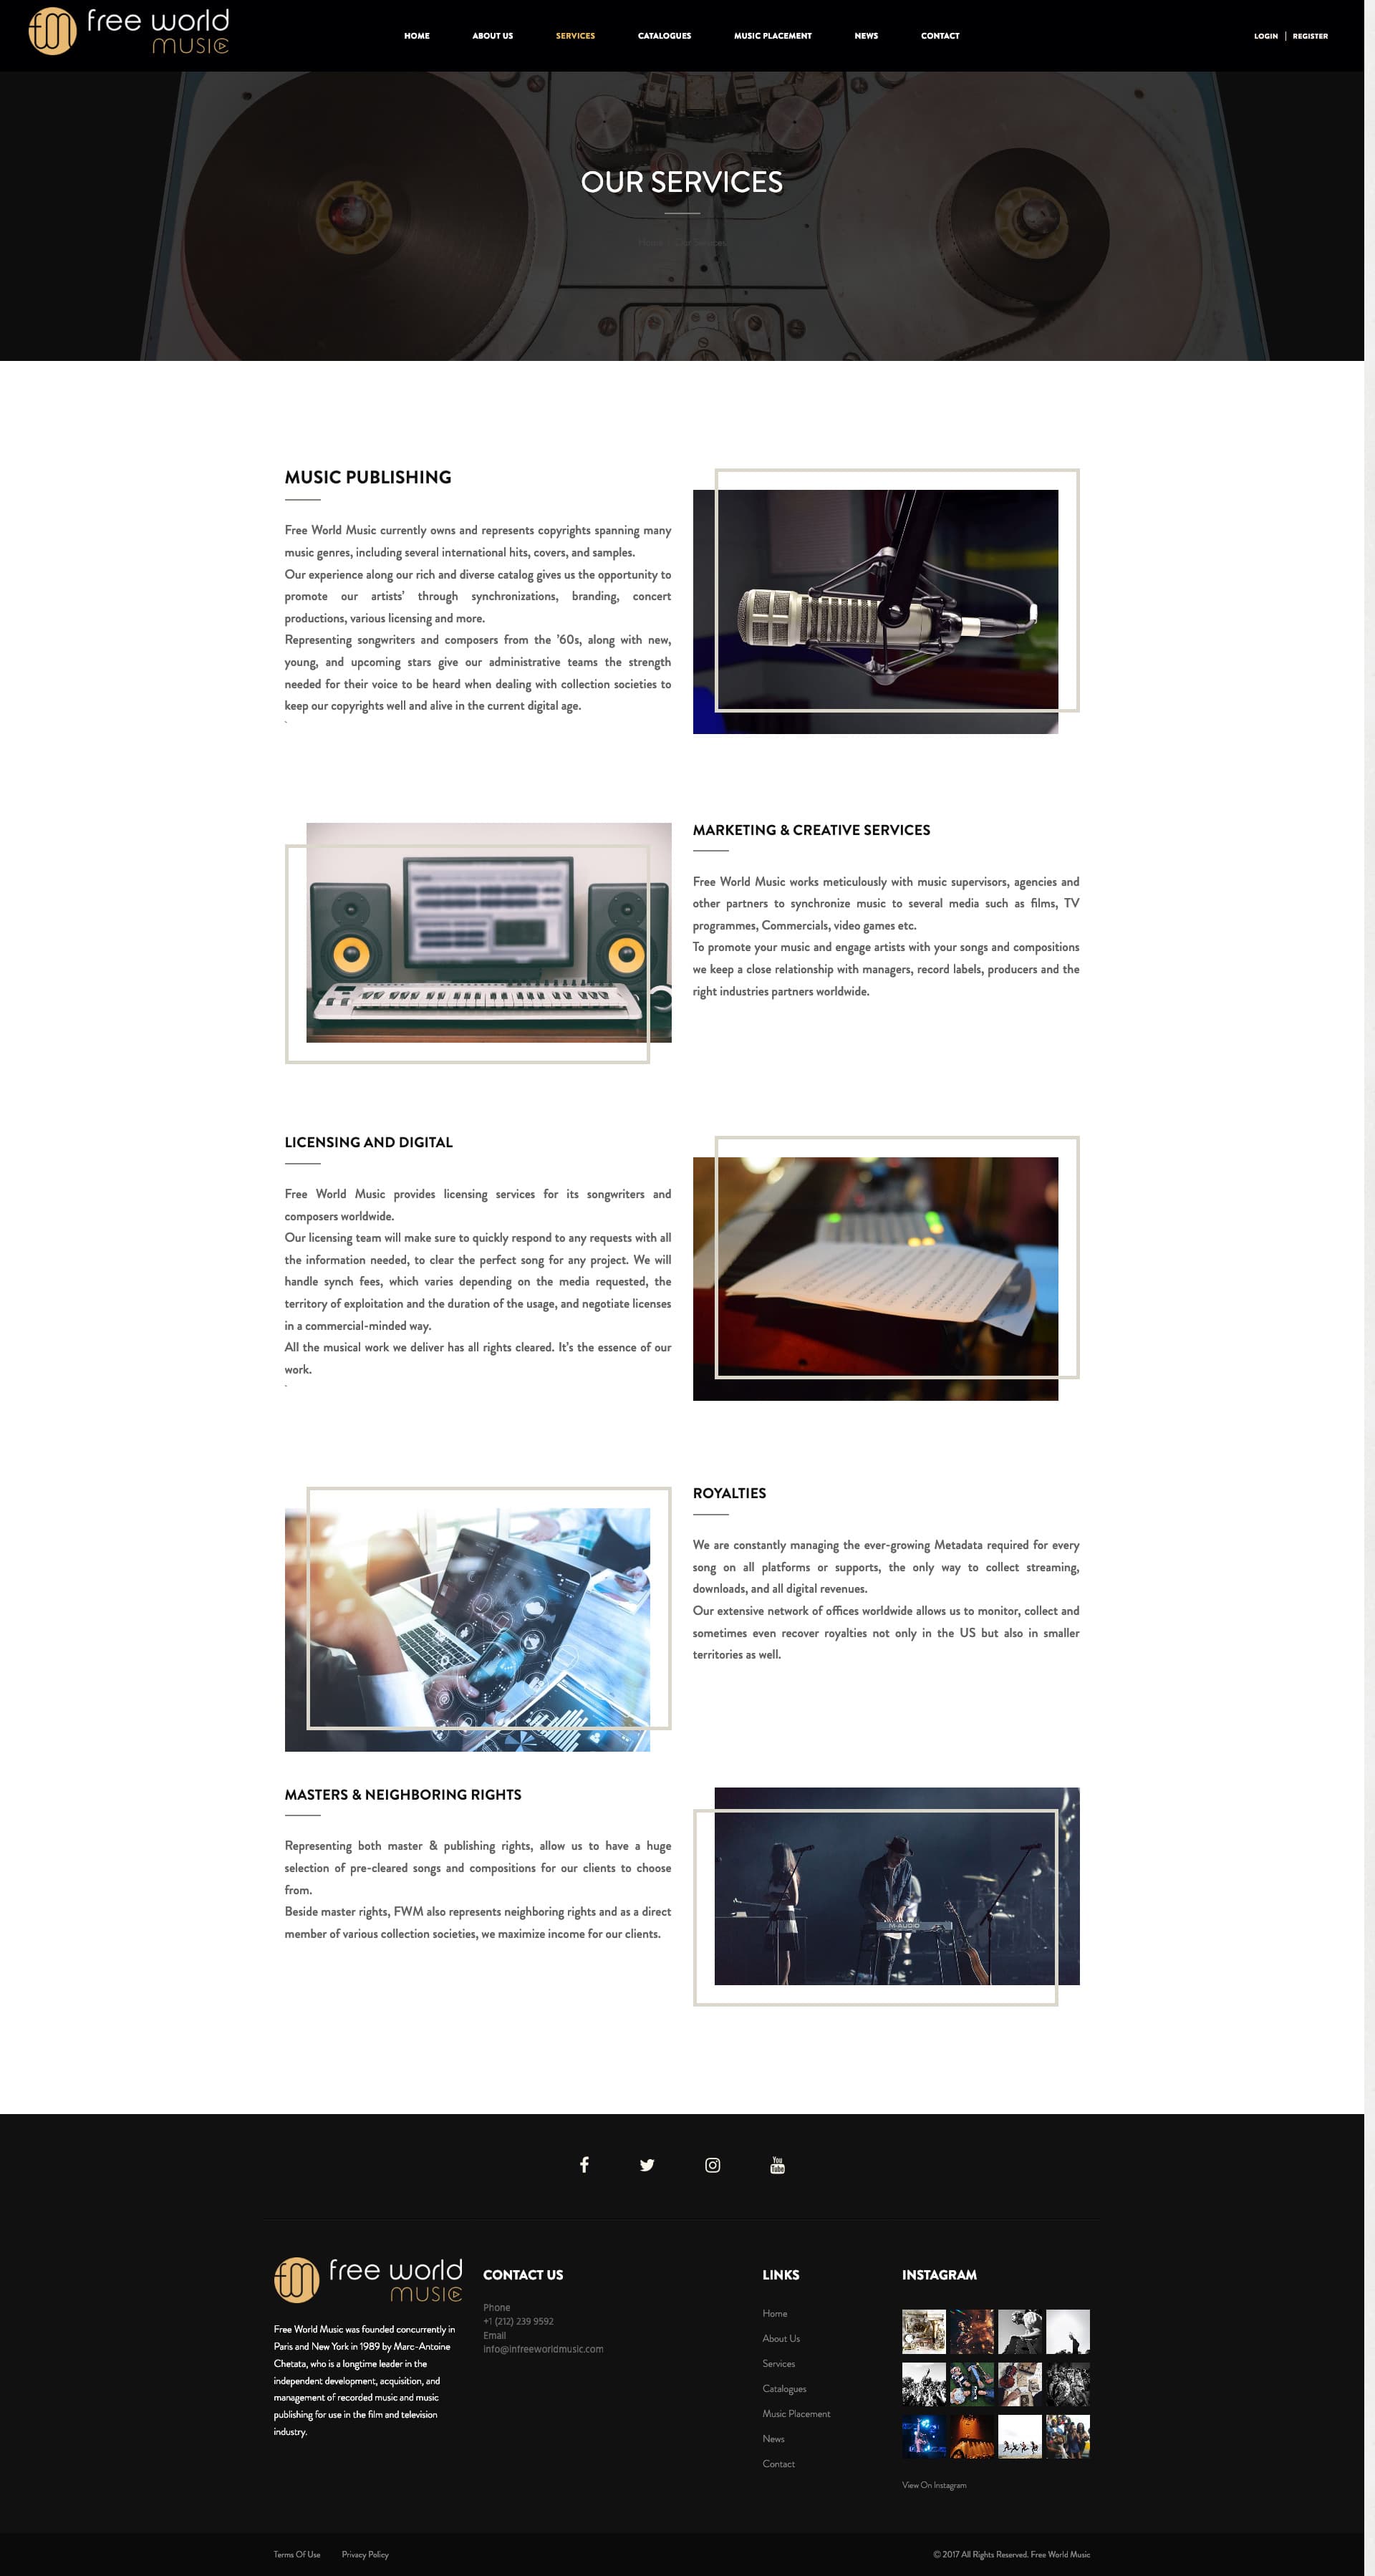 free world
music
HOME ABOUT US SERVICES CATALOGUES MUSIC PLACEMENT NEWS CONTACT
LOGIN REGISTER
OUR SERVICES
Home Our Services
MUSIC PUBLISHING
Free World Music currently owns and represents copyrights spanning many
music genres, including several international hits, covers, and samples.
Our experience along our rich and diverse catalog gives us the opportunity to
promote our artists’ through synchronizations, branding, concert
productions, various licensing and more.
Representing songwriters and composers from the ’60s, along with new,
young, and upcoming stars give our administrative teams the strength
needed for their voice to be heard when dealing with collection societies to
keep our copyrights well and alive in the current digital age.
`
MARKETING & CREATIVE SERVICES
Free World Music works meticulously with music supervisors, agencies and
other partners to synchronize music to several media such as films, TV
programmes, Commercials, video games etc.
To promote your music and engage artists with your songs and compositions
we keep a close relationship with managers, record labels, producers and the
right industries partners worldwide.
LICENSING AND DIGITAL
Free World Music provides licensing services for its songwriters and
composers worldwide.
Our licensing team will make sure to quickly respond to any requests with all
the information needed, to clear the perfect song for any project. We will
handle synch fees, which varies depending on the media requested, the
territory of exploitation and the duration of the usage, and negotiate licenses
in a commercial-minded way.
All the musical work we deliver has all rights cleared. It’s the essence of our
work.
`
ROYALTIES
We are constantly managing the ever-growing Metadata required for every
song on all platforms or supports, the only way to collect streaming,
downloads, and all digital revenues.
Our extensive network of offices worldwide allows us to monitor, collect and
sometimes even recover royalties not only in the US but also in smaller
territories as well.
MASTERS & NEIGHBORING RIGHTS
Representing both master & publishing rights, allow us to have a huge
selection of pre-cleared songs and compositions for our clients to choose
from.
Beside master rights, FWM also represents neighboring rights and as a direct
member of various collection societies, we maximize income for our clients.
M-AUDIO
You
Tube
free world
music
Free World Music was founded concurrently in
Paris and New York in 1989 by Marc-Antoine
Chetata, who is a longtime leader in the
independent development, acquisition, and
management of recorded music and music
publishing for use in the film and television
industry.
CONTACT US
Phone
+1 (212) 239 9592
Email
info@infreeworldmusic.com
LINKS
Home
About Us
Services
Catalogues
Music Placement
News
Contact
INSTAGRAM
View On Instagram
Terms Of Use Privacy Policy
© 2017 All Rights Reserved. Free World Music